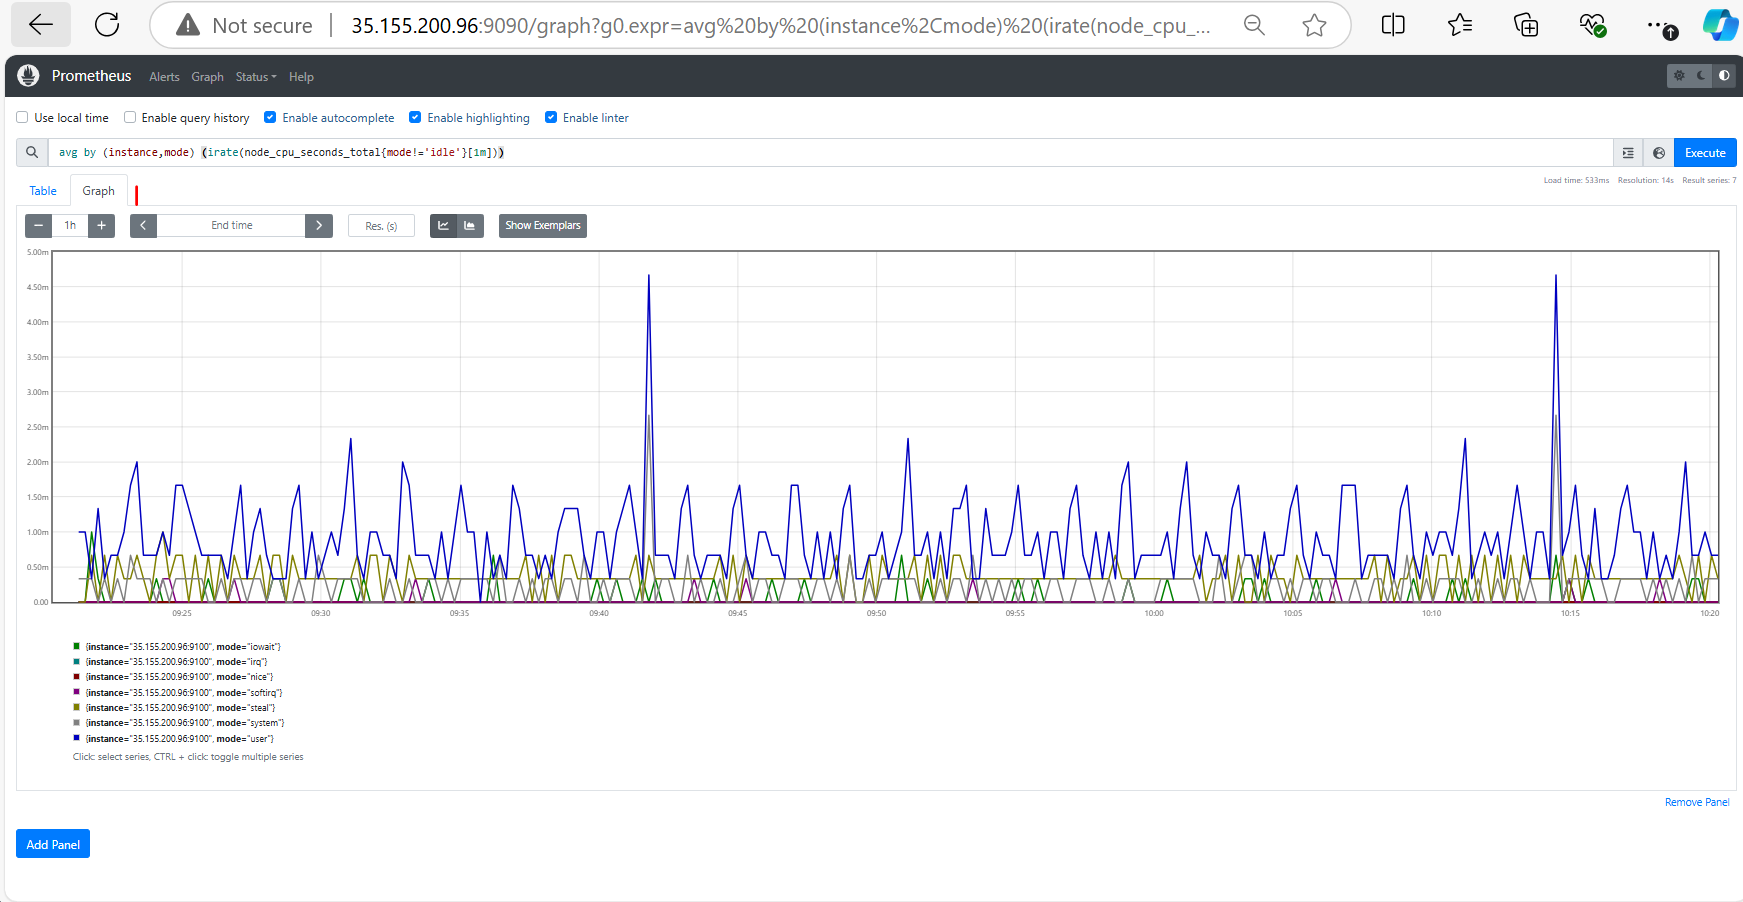 Not secure
35.155.200.96:9090/graph?g0.expr=avg%20by%20(instance%2Cmode)%20(irate(node_cpu_...
Prometheus Alerts Graph Status Help
Use local time Enable query history Enable autocomplete Enable highlighting Enable linter
avg by (instance,mode) (irate(node_cpu_seconds_total{mode!='idle'}[1m])) Execute
Load time: 533ms Resolution: 14s Result series: 7
Table Graph
− 1h + End time Res. (s) Show Exemplars
5.00m
4.50m
4.00m
3.50m
3.00m
2.50m
2.00m
1.50m
1.00m
0.50m
0.00
09:25 09:30 09:35 09:40 09:45 09:50 09:55 10:00 10:05 10:10 10:15 10:20
{instance="35.155.200.96:9100", mode="iowait"}
{instance="35.155.200.96:9100", mode="irq"}
{instance="35.155.200.96:9100", mode="nice"}
{instance="35.155.200.96:9100", mode="softirq"}
{instance="35.155.200.96:9100", mode="steal"}
{instance="35.155.200.96:9100", mode="system"}
{instance="35.155.200.96:9100", mode="user"}
Click: select series, CTRL + click: toggle multiple series
Remove Panel
Add Panel